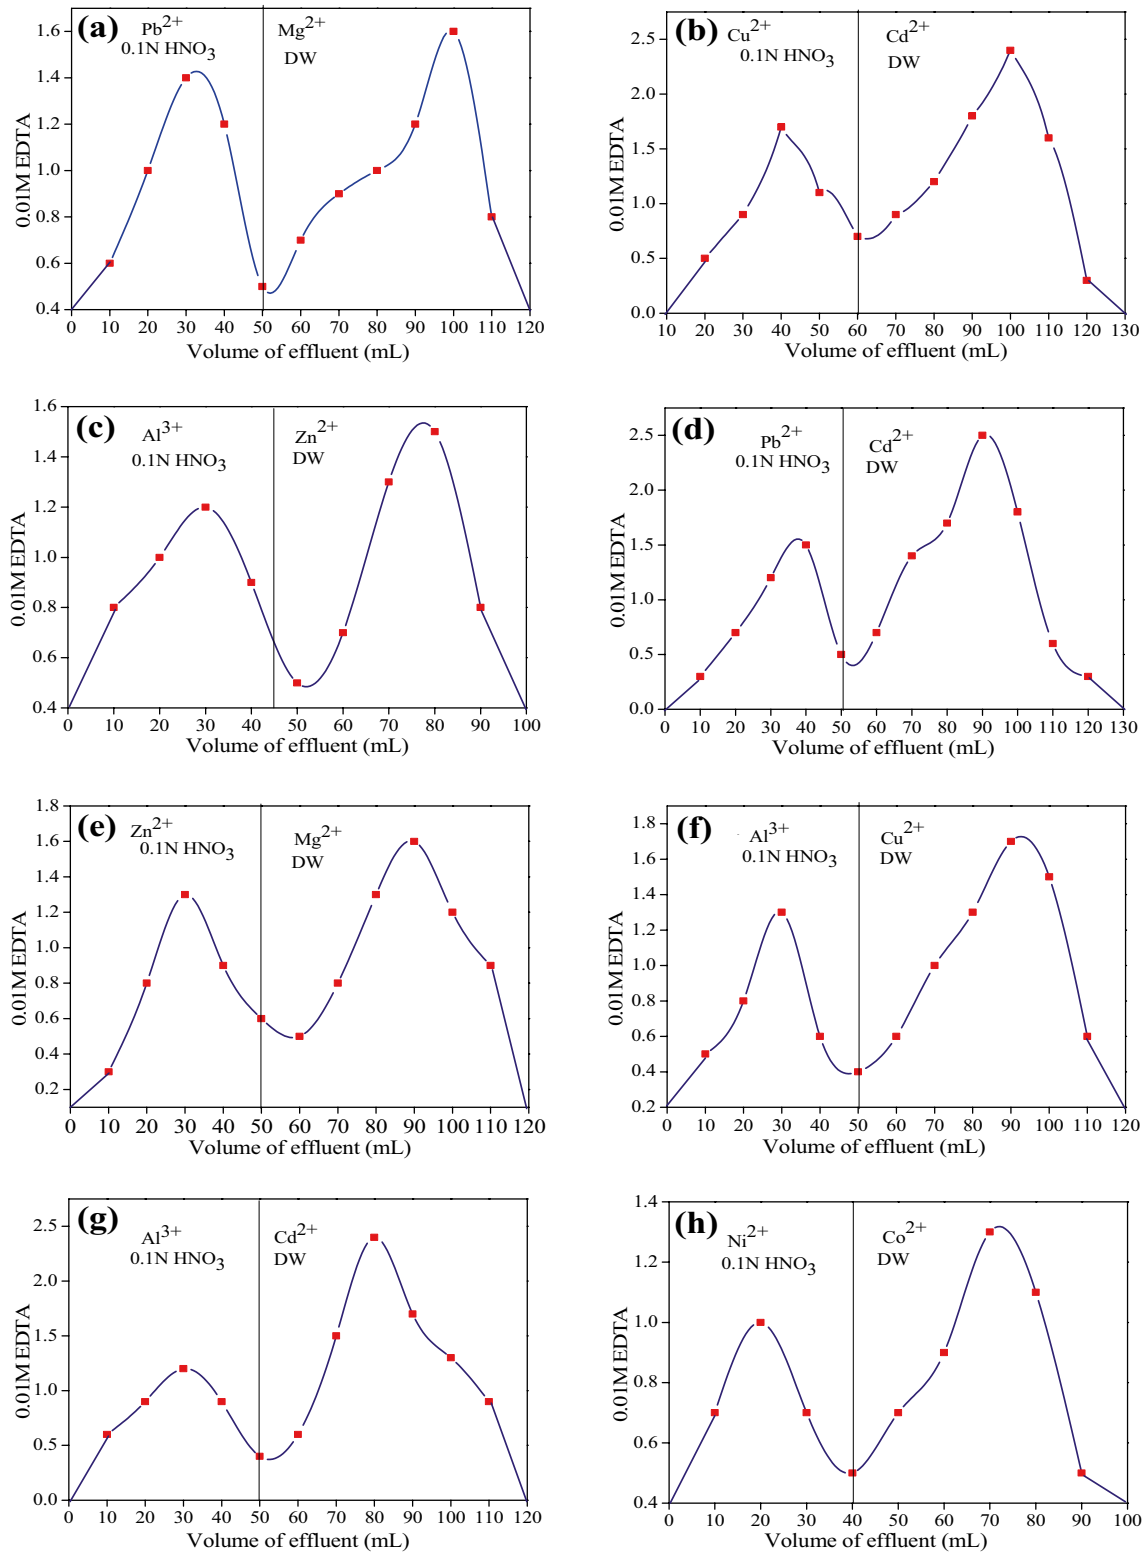 (a)
Pb2+
0.1N HNO3
Mg2+
DW
0.01M EDTA
1.6
1.4
1.2
1.0
0.8
0.6
0.4
0 10 20 30 40 50 60 70 80 90 100 110 120
Volume of effluent (mL)
(b)
Cu2+
0.1N HNO3
Cd2+
DW
0.01M EDTA
2.5
2.0
1.5
1.0
0.5
0.0
10 20 30 40 50 60 70 80 90 100 110 120 130
Volume of effluent (mL)
(c)
Al3+
0.1N HNO3
Zn2+
DW
0.01M EDTA
1.6
1.4
1.2
1.0
0.8
0.6
0.4
0 10 20 30 40 50 60 70 80 90 100
Volume of effluent (mL)
(d)
Pb2+
0.1N HNO3
Cd2+
DW
0.01M EDTA
2.5
2.0
1.5
1.0
0.5
0.0
0 10 20 30 40 50 60 70 80 90 100 110 120 130
Volume of effluent (mL)
(e)
Zn2+
0.1N HNO3
Mg2+
DW
0.01M EDTA
1.8
1.6
1.4
1.2
1.0
0.8
0.6
0.4
0.2
0 10 20 30 40 50 60 70 80 90 100 110 120
Volume of effluent (mL)
(f)
Al3+
0.1N HNO3
Cu2+
DW
0.01M EDTA
1.8
1.6
1.4
1.2
1.0
0.8
0.6
0.4
0.2
0 10 20 30 40 50 60 70 80 90 100 110 120
Volume of effluent (mL)
(g)
Al3+
0.1N HNO3
Cd2+
DW
0.01M EDTA
2.5
2.0
1.5
1.0
0.5
0.0
0 10 20 30 40 50 60 70 80 90 100 110 120
Volume of effluent (mL)
(h)
Ni2+
0.1N HNO3
Co2+
DW
0.01M EDTA
1.4
1.2
1.0
0.8
0.6
0.4
0 10 20 30 40 50 60 70 80 90 100
Volume of effluent (mL)